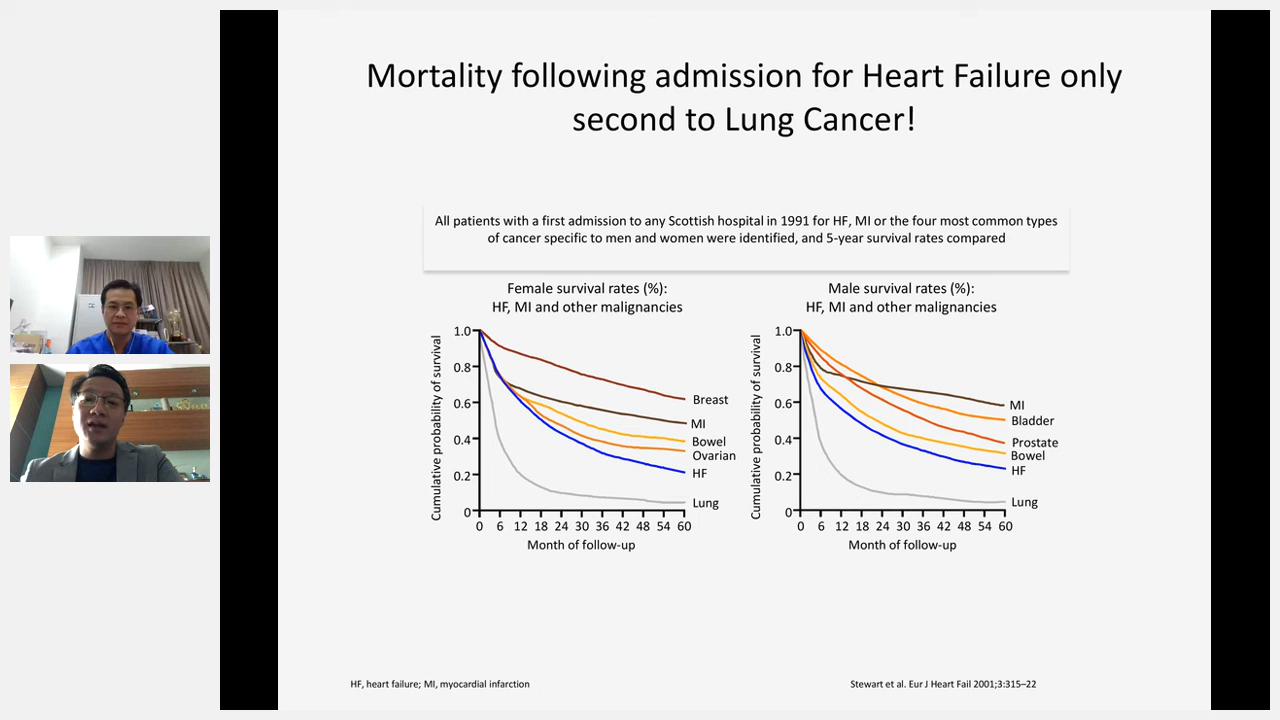 Mortality following admission for Heart Failure only
second to Lung Cancer!
All patients with a first admission to any Scottish hospital in 1991 for HF, MI or the four most common types
of cancer specific to men and women were identified, and 5-year survival rates compared
Female survival rates (%):
HF, MI and other malignancies
Cumulative probability of survival
1.0
0.8
0.6
0.4
0.2
0
Breast
MI
Bowel
Ovarian
HF
Lung
0 6 12 18 24 30 36 42 48 54 60
Month of follow-up
Male survival rates (%):
HF, MI and other malignancies
Cumulative probability of survival
1.0
0.8
0.6
0.4
0.2
0
MI
Bladder
Prostate
Bowel
HF
Lung
0 6 12 18 24 30 36 42 48 54 60
Month of follow-up
HF, heart failure; MI, myocardial infarction
Stewart et al. Eur J Heart Fail 2001;3:315–22